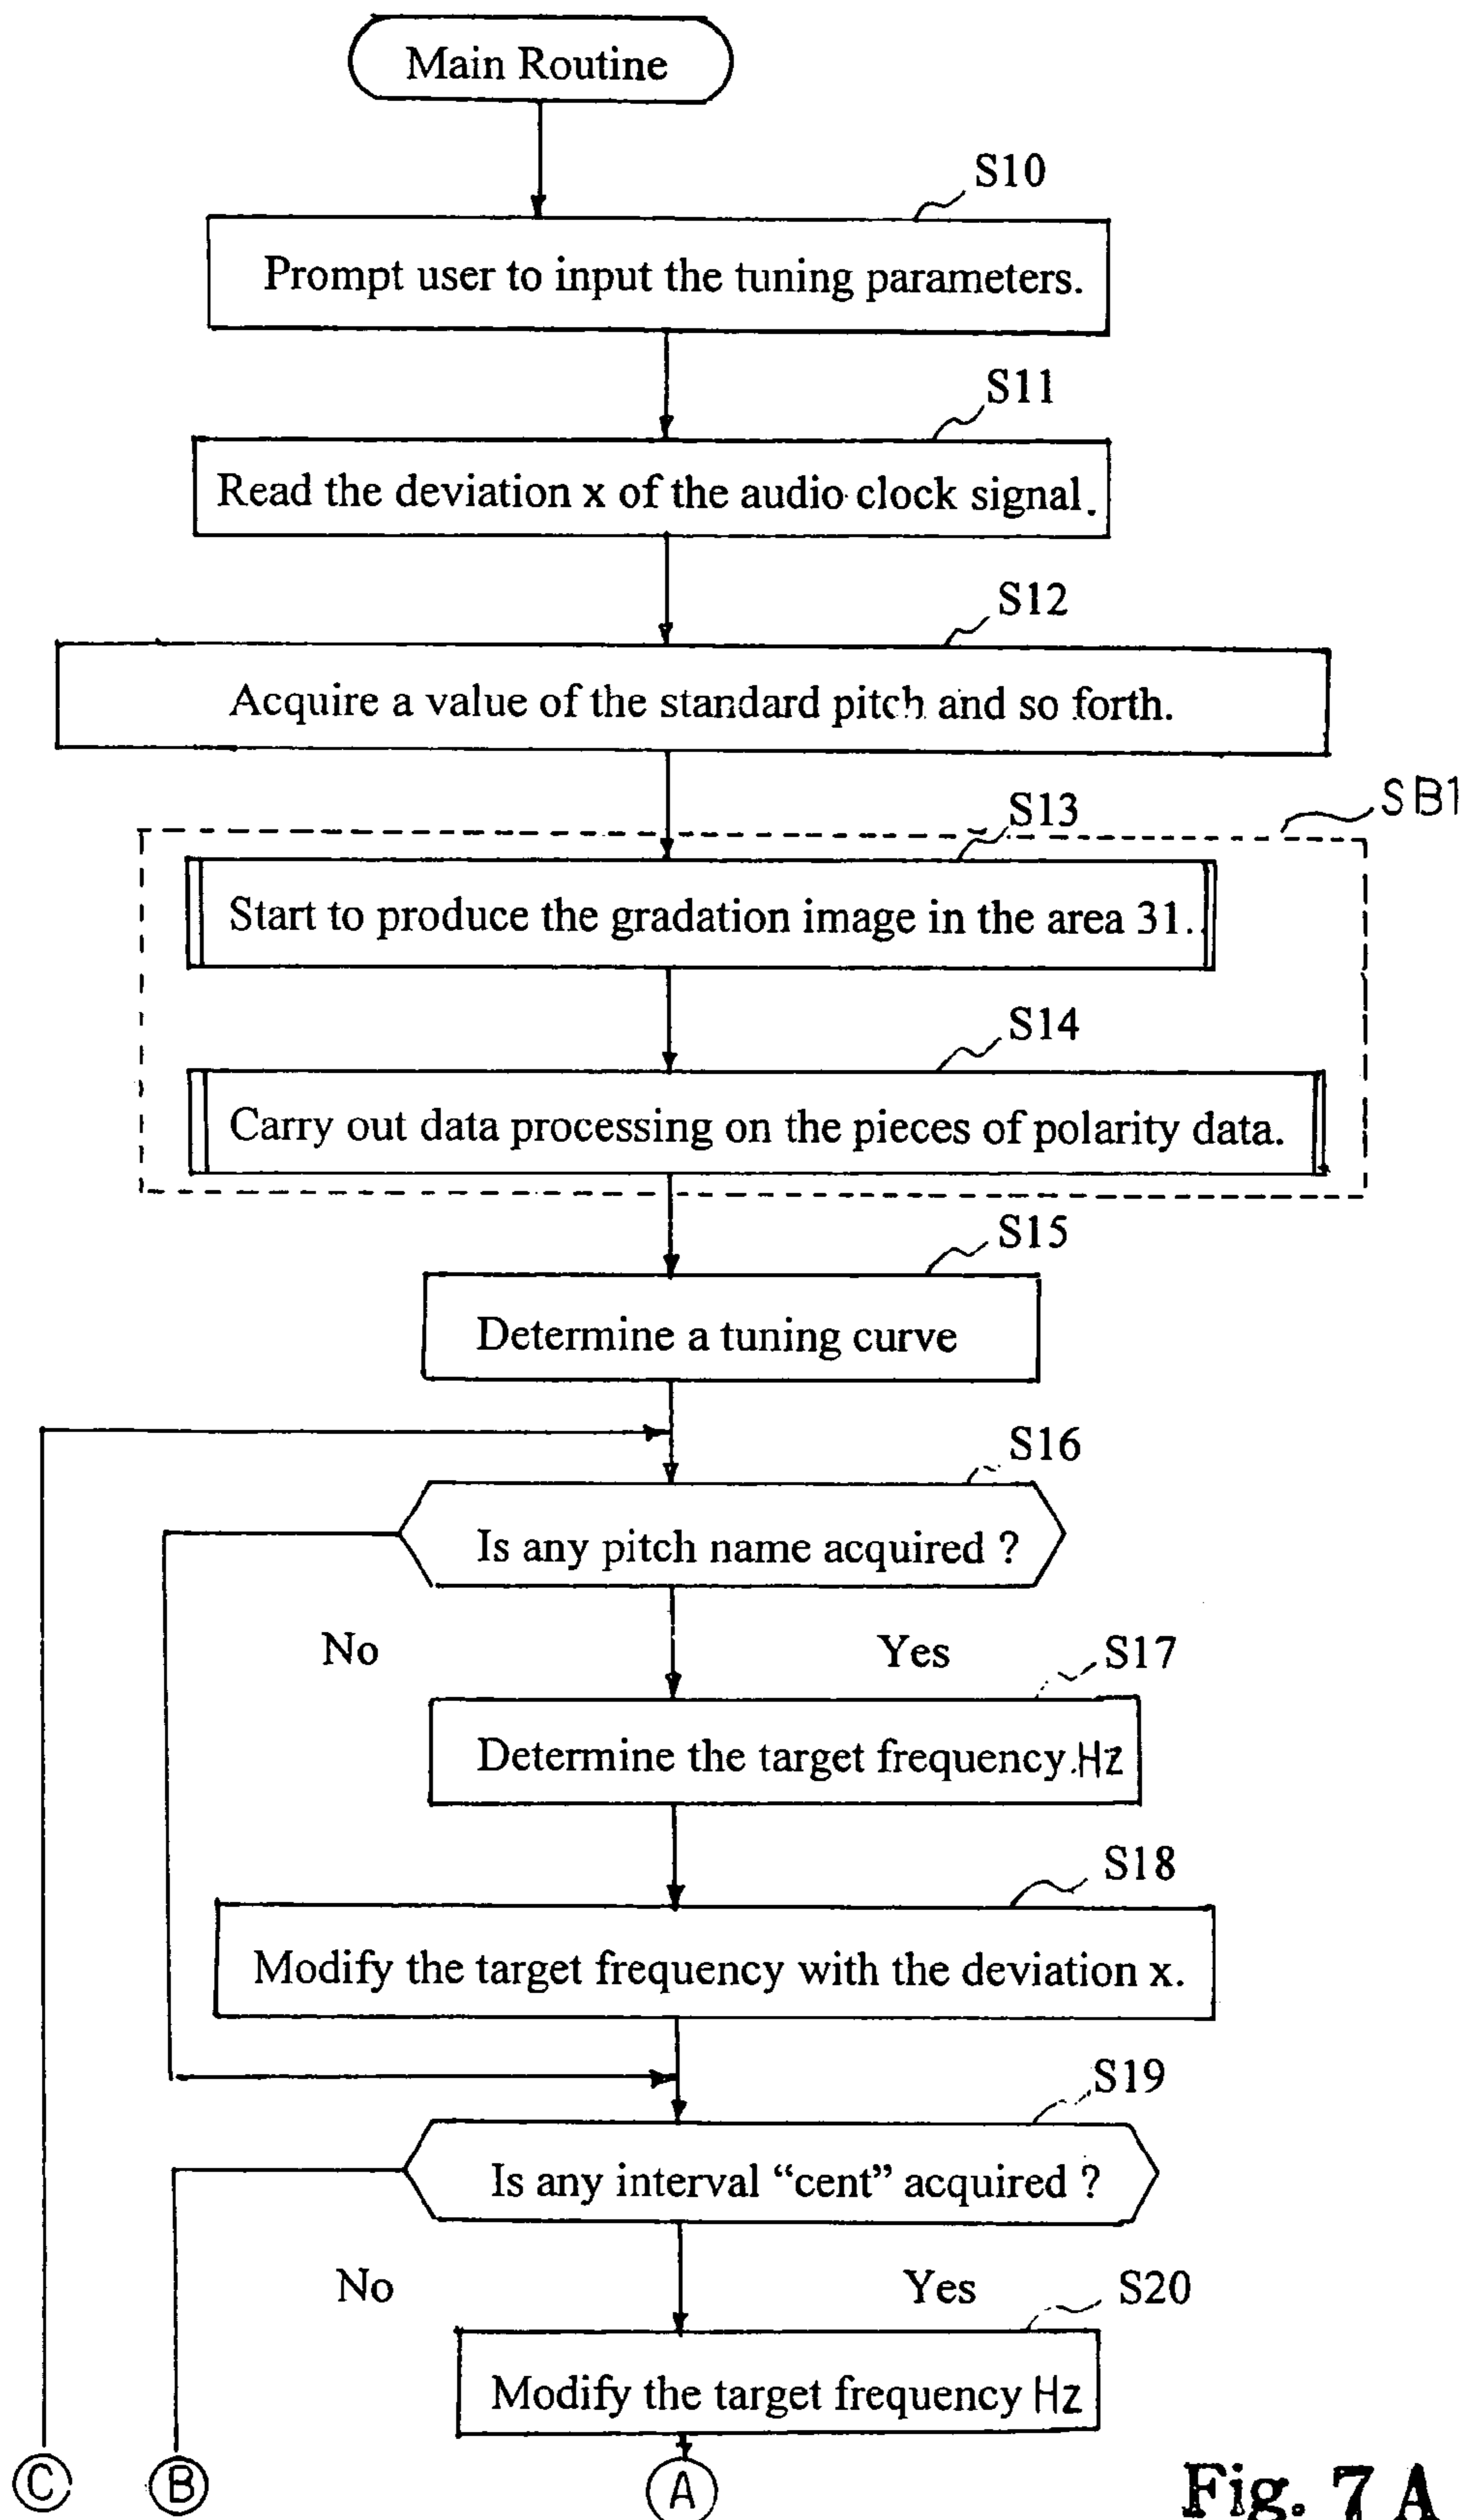 Main Routine
S10
Prompt user to input the tuning parameters.
S11
Read the deviation x of the audio clock signal.
S12
Acquire a value of the standard pitch and so forth.
SB1
S13
Start to produce the gradation image in the area 31.
S14
Carry out data processing on the pieces of polarity data.
S15
Determine a tuning curve
S16
Is any pitch name acquired ?
No
Yes
S17
Determine the target frequency.Hz
S18
Modify the target frequency with the deviation x.
S19
Is any interval “cent” acquired ?
No
Yes
S20
Modify the target frequency Hz
C
B
A
Fig. 7 A